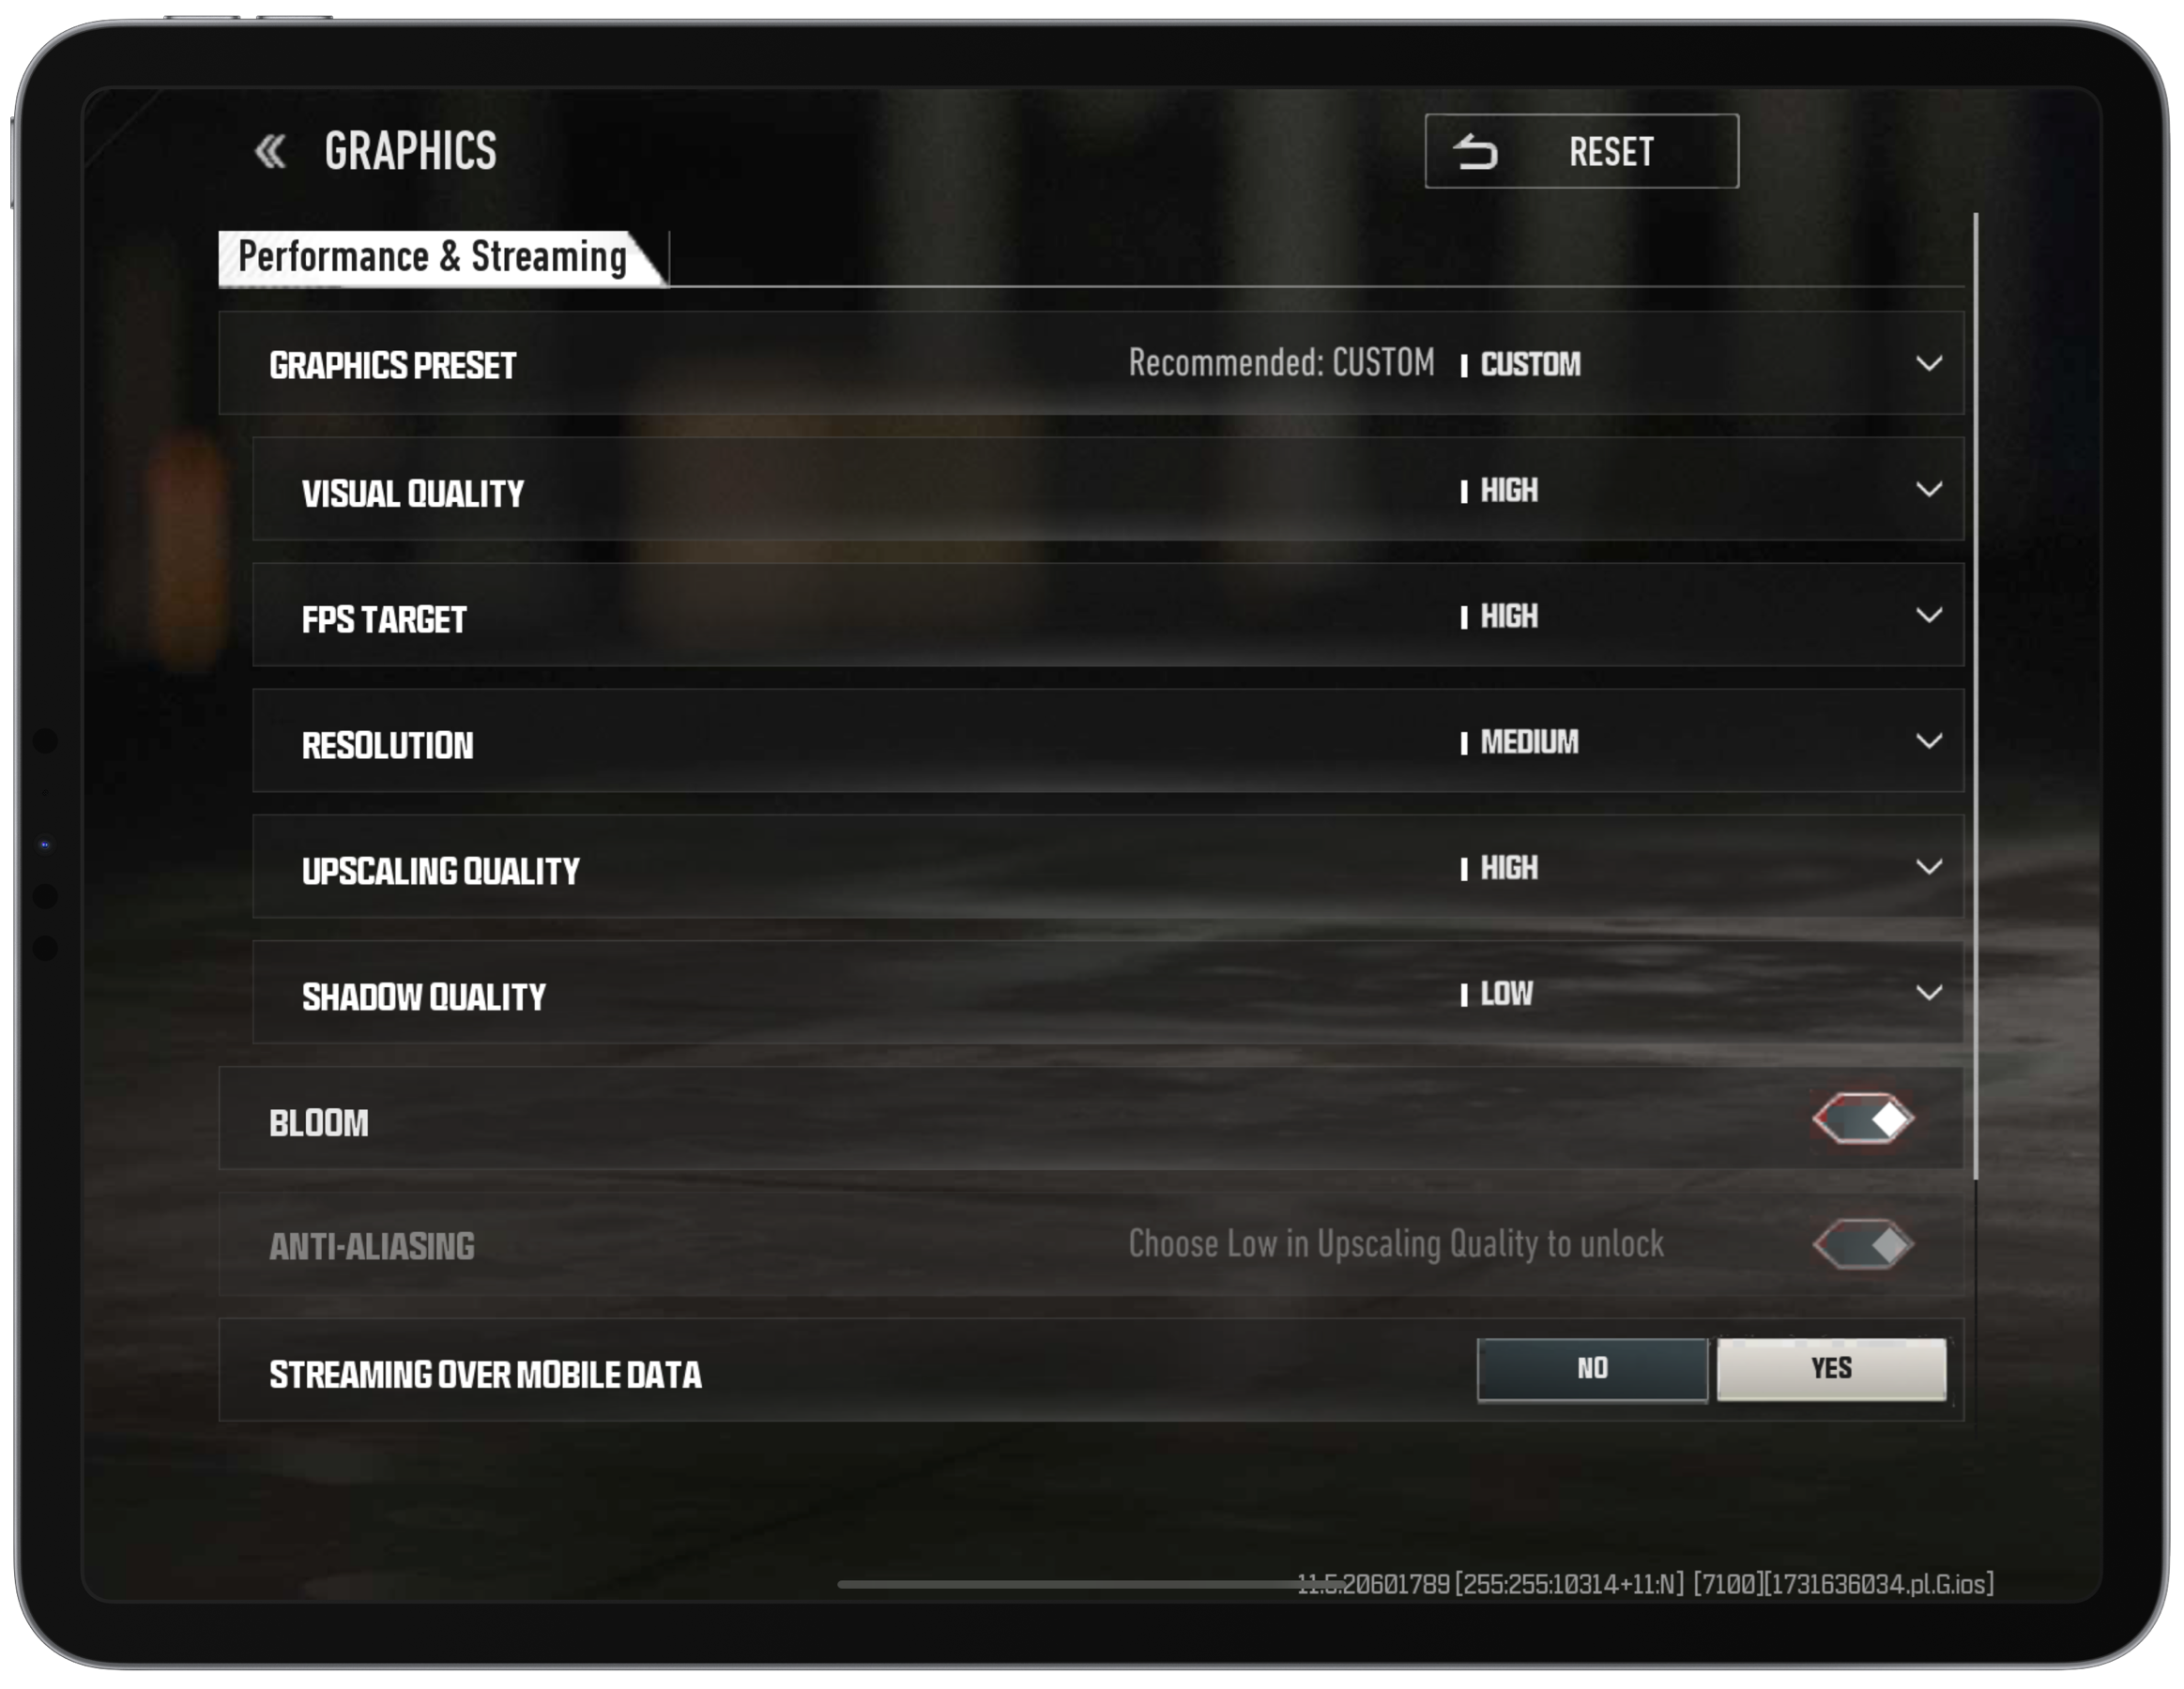 GRAPHICS
RESET
Performance & Streaming
GRAPHICS PRESET Recommended: CUSTOM CUSTOM
VISUAL QUALITY HIGH
FPS TARGET HIGH
RESOLUTION MEDIUM
UPSCALING QUALITY HIGH
SHADOW QUALITY LOW
BLOOM
ANTI-ALIASING Choose Low in Upscaling Quality to unlock
STREAMING OVER MOBILE DATA NO YES
11.5.20601789 [255:255:10314+11:N] [7100][1731636034.pl.G.ios]